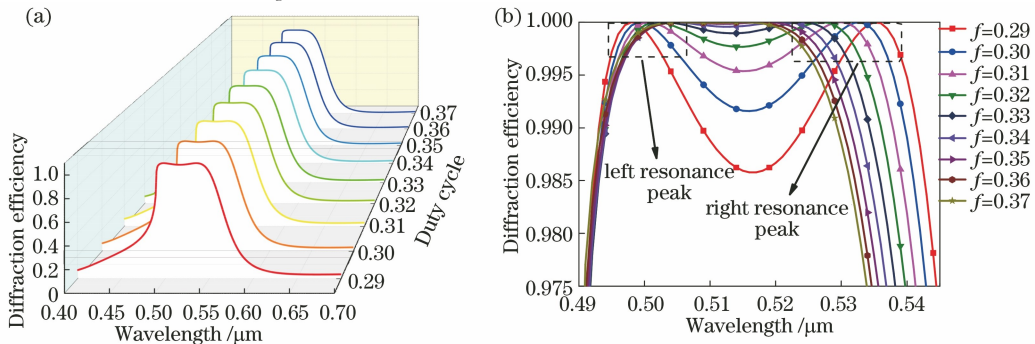 (a)
Diffraction efficiency
1.0
0.8
0.6
0.4
0.2
0
0.40 0.45 0.50 0.55 0.60 0.65 0.70
Wavelength /μm
0.37
0.36
0.35
0.34
0.33
0.32
0.31
0.30
0.29
Duty cycle
(b)
Diffraction efficiency
1.000
0.995
0.990
0.985
0.980
0.975
0.49 0.50 0.51 0.52 0.53 0.54
Wavelength /μm
left resonance
peak
right resonance
peak
f=0.29
f=0.30
f=0.31
f=0.32
f=0.33
f=0.34
f=0.35
f=0.36
f=0.37